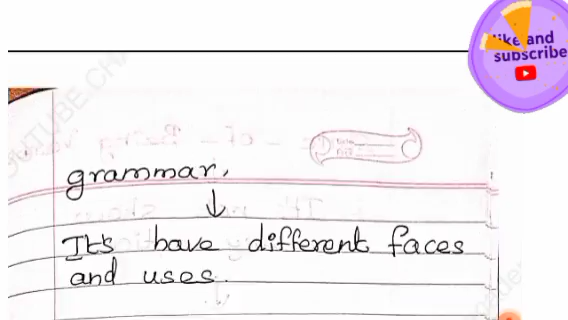 like and
subscribe
grammar.
↓
It's have different faces
and uses.